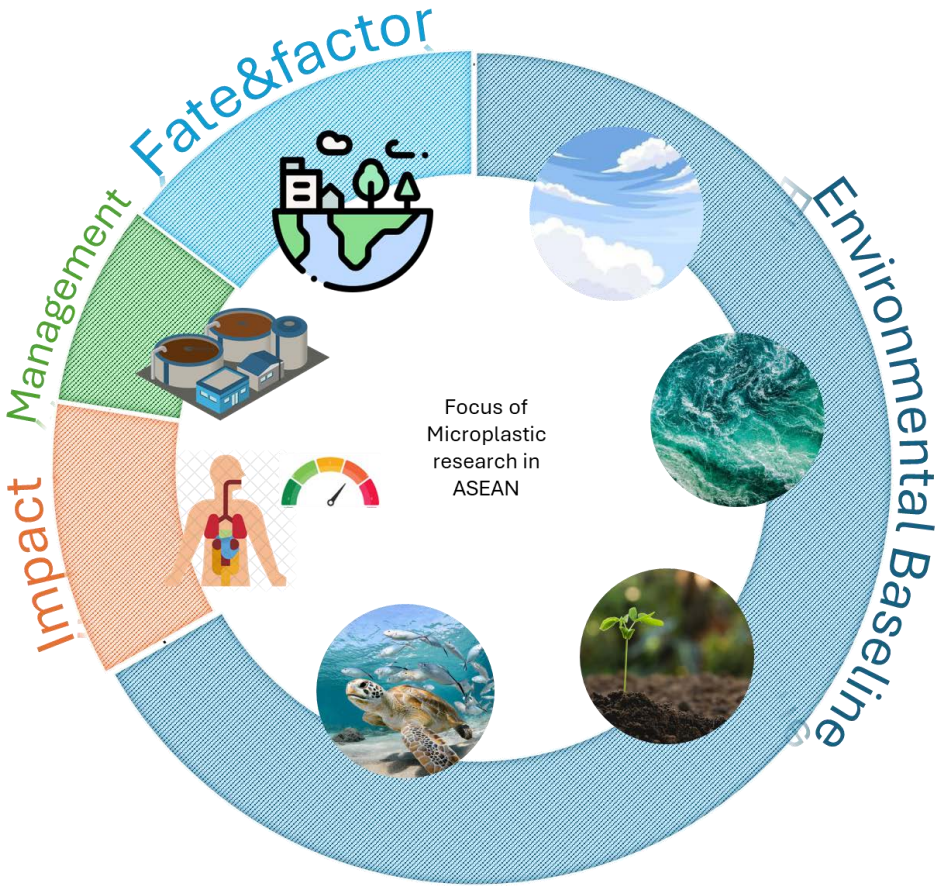 Fate&factor
Environmental Baseline
Management
Impact
Focus of
Microplastic
research in
ASEAN